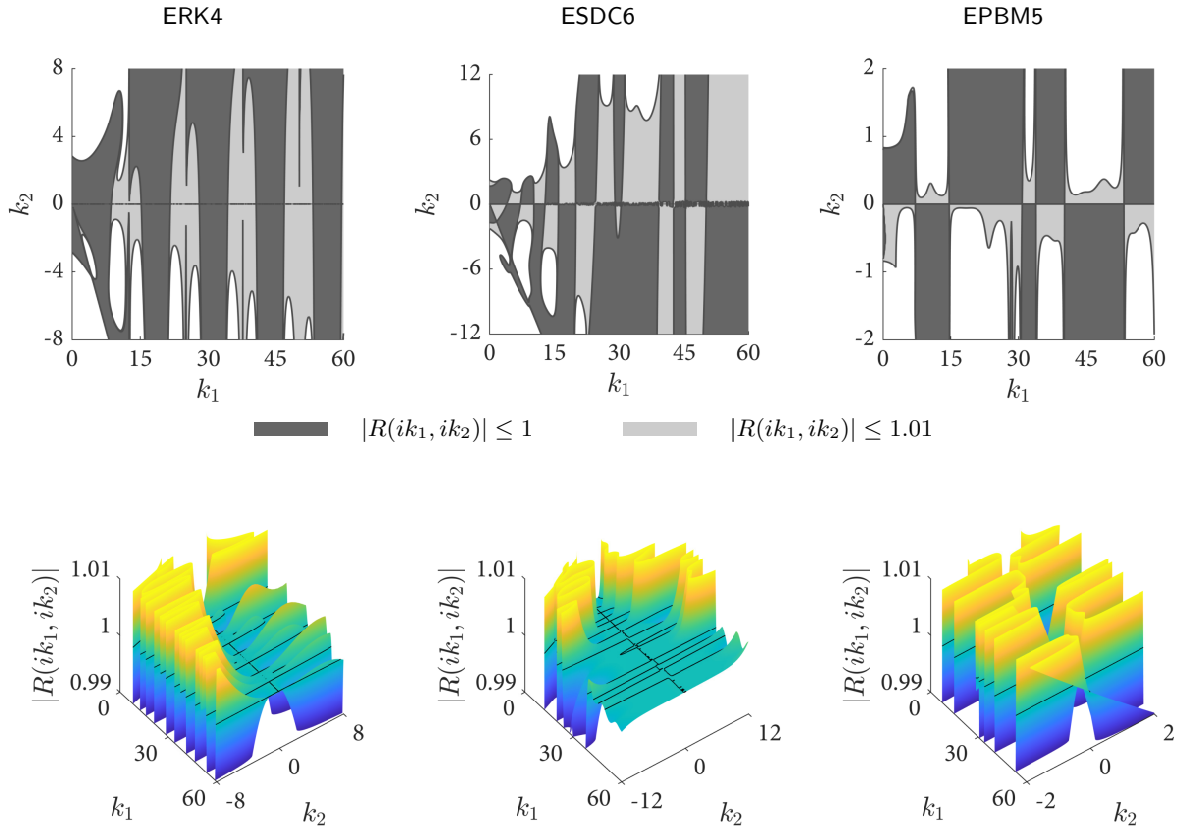 ERK4 ESDC6 EPBM5
8
4
0
-4
-8
k₂
0 15 30 45 60
k₁
12
6
0
-6
-12
k₂
0 15 30 45 60
k₁
2
1
0
-1
-2
k₂
0 15 30 45 60
k₁
|R(ik₁, ik₂)| ≤ 1 |R(ik₁, ik₂)| ≤ 1.01
|R(ik₁, ik₂)|
1.01
1
0.99
0
30
60
k₁
-8
0
8
k₂
|R(ik₁, ik₂)|
1.01
1
0.99
0
30
60
k₁
-12
0
12
k₂
|R(ik₁, ik₂)|
1.01
1
0.99
0
30
60
k₁
-2
0
2
k₂